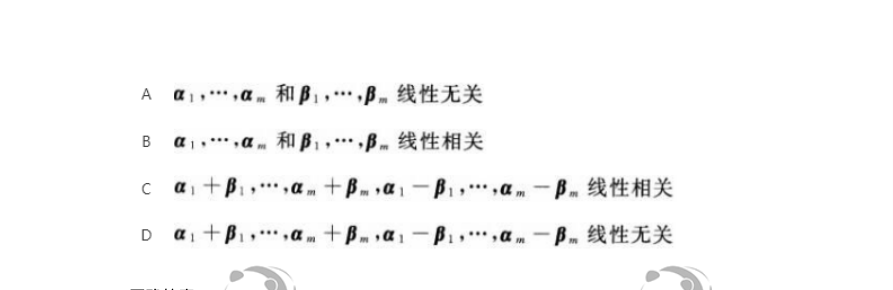 A α₁,⋯,αₘ 和 β₁,⋯,βₘ 线性无关
B α₁,⋯,αₘ 和 β₁,⋯,βₘ 线性相关
C α₁+β₁,⋯,αₘ+βₘ,α₁-β₁,⋯,αₘ-βₘ 线性相关
D α₁+β₁,⋯,αₘ+βₘ,α₁-β₁,⋯,αₘ-βₘ 线性无关